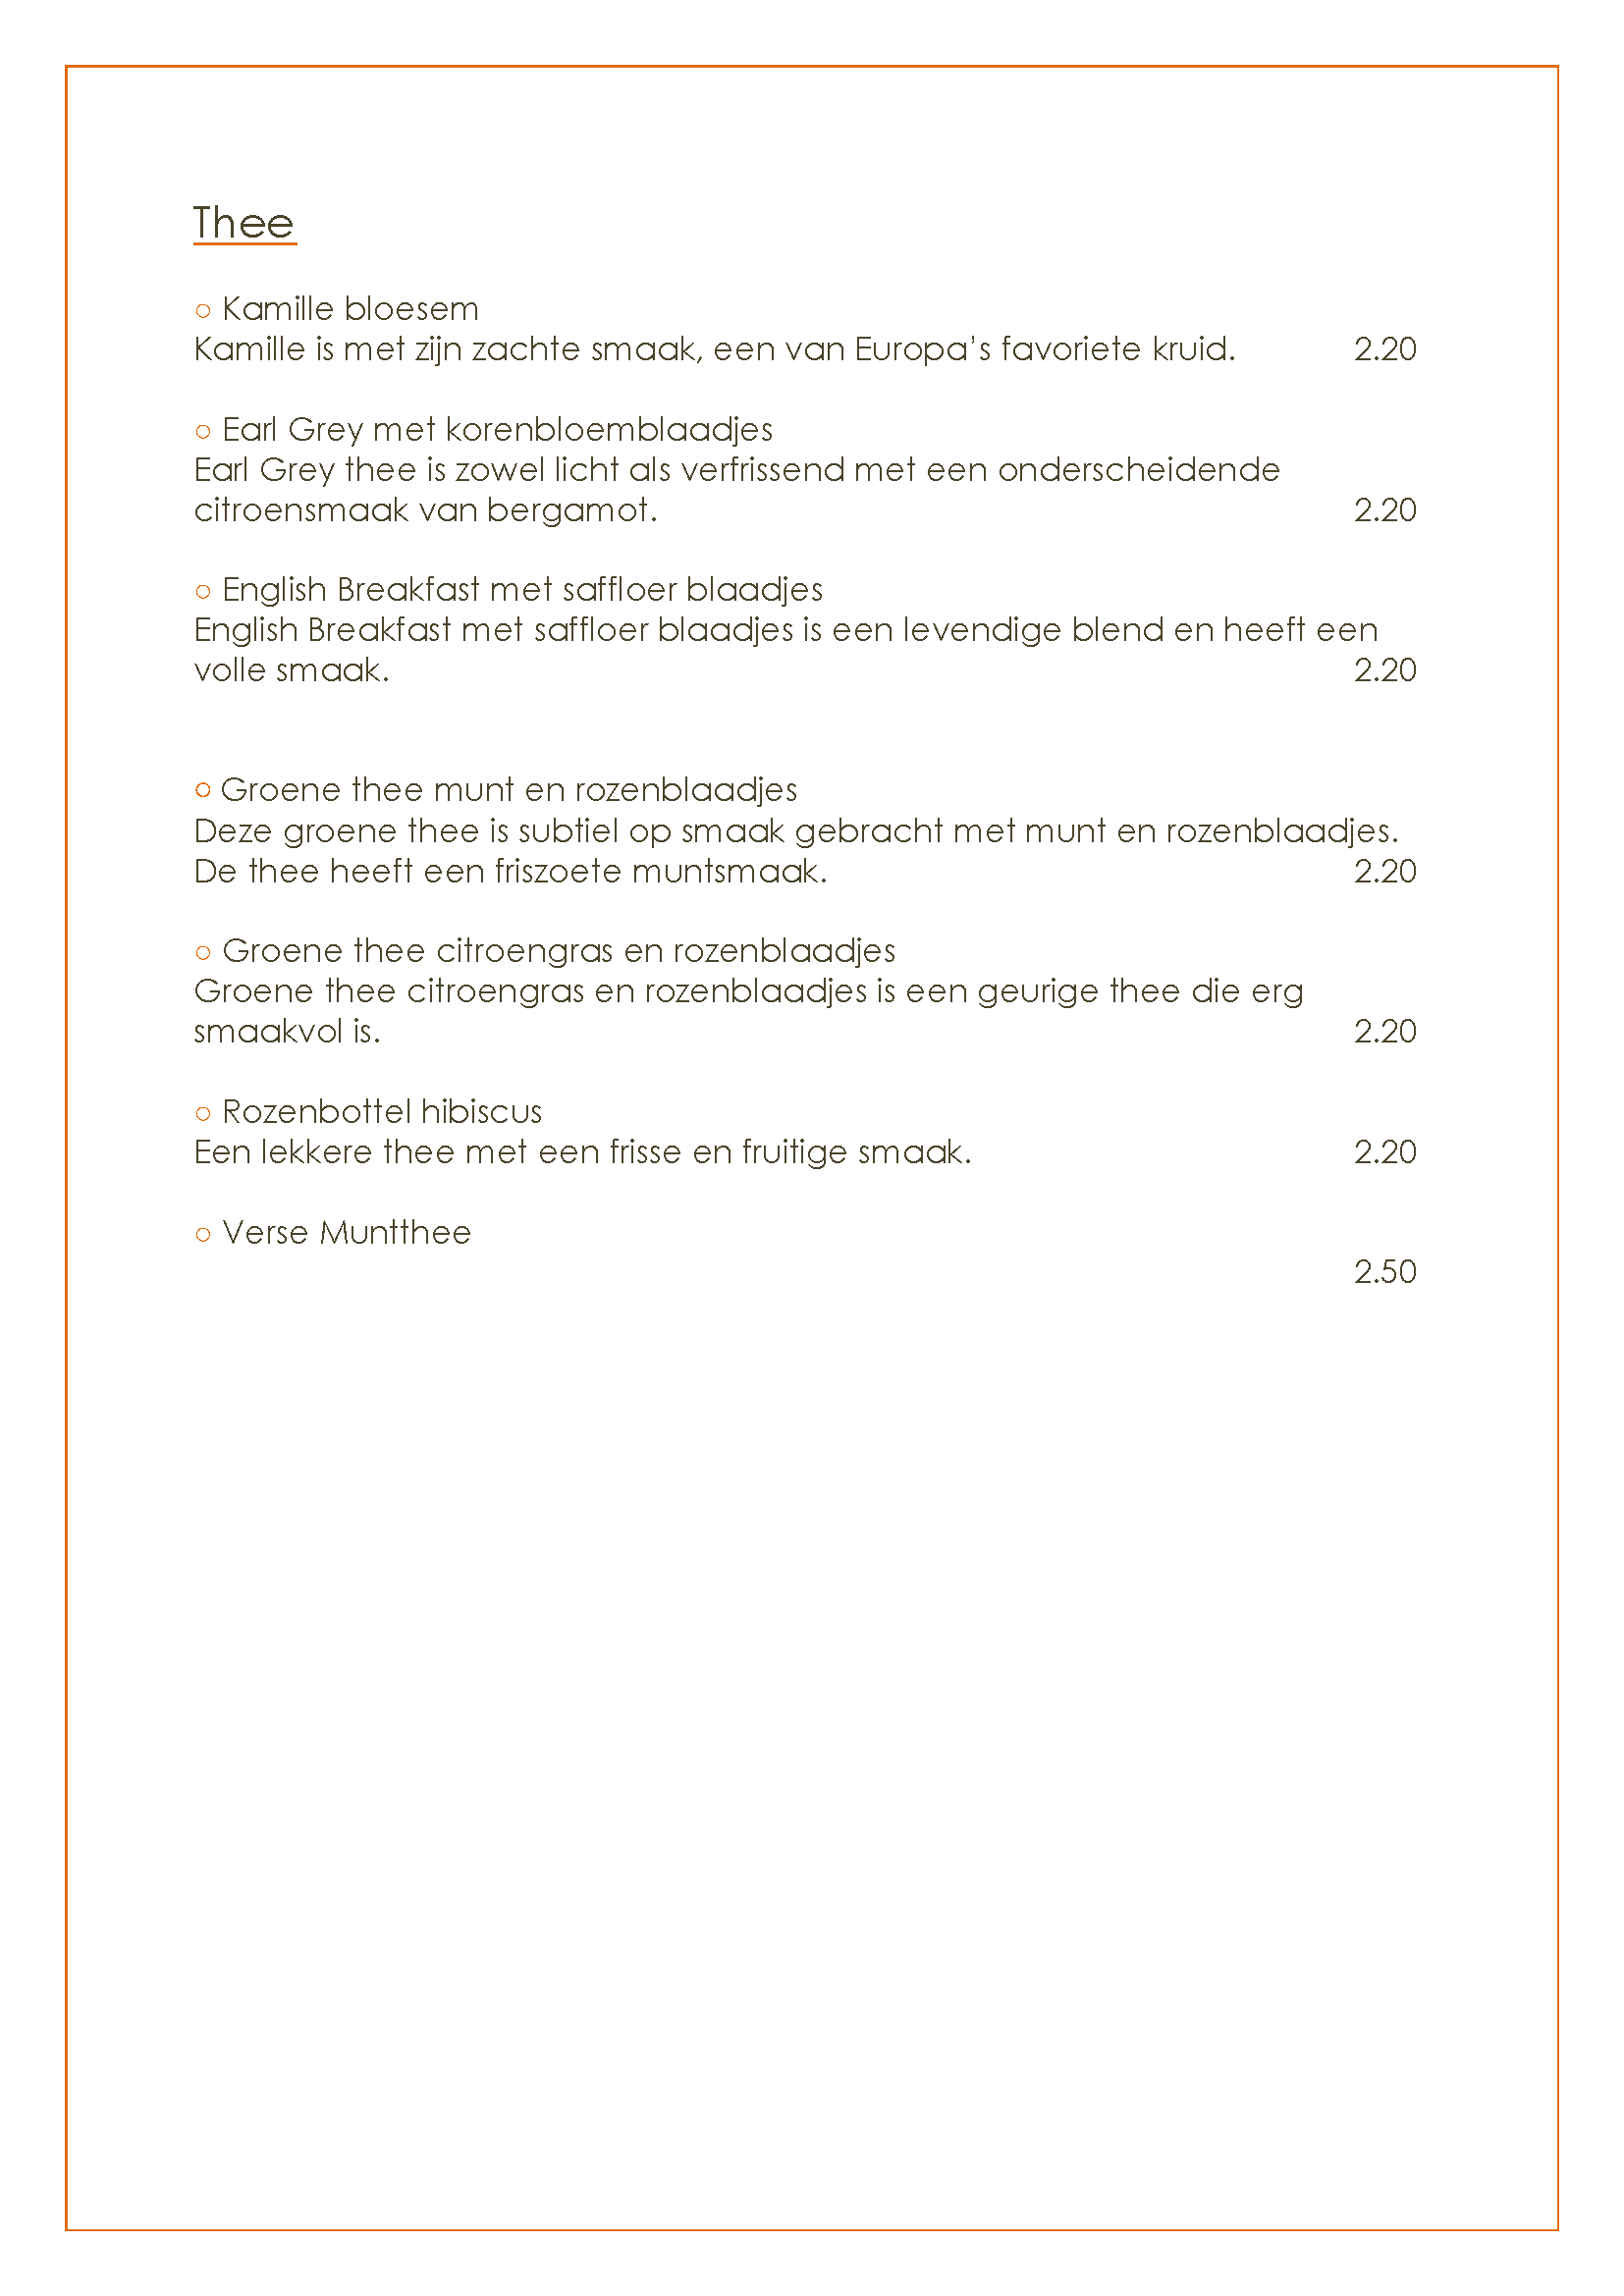 Thee
○ Kamille bloesem
Kamille is met zijn zachte smaak, een van Europa’s favoriete kruid. 2.20
○ Earl Grey met korenbloemblaadjes
Earl Grey thee is zowel licht als verfrissend met een onderscheidende
citroensmaak van bergamot. 2.20
○ English Breakfast met saffloer blaadjes
English Breakfast met saffloer blaadjes is een levendige blend en heeft een
volle smaak. 2.20
○ Groene thee munt en rozenblaadjes
Deze groene thee is subtiel op smaak gebracht met munt en rozenblaadjes.
De thee heeft een friszoete muntsmaak. 2.20
○ Groene thee citroengras en rozenblaadjes
Groene thee citroengras en rozenblaadjes is een geurige thee die erg
smaakvol is. 2.20
○ Rozenbottel hibiscus
Een lekkere thee met een frisse en fruitige smaak. 2.20
○ Verse Muntthee
2.50